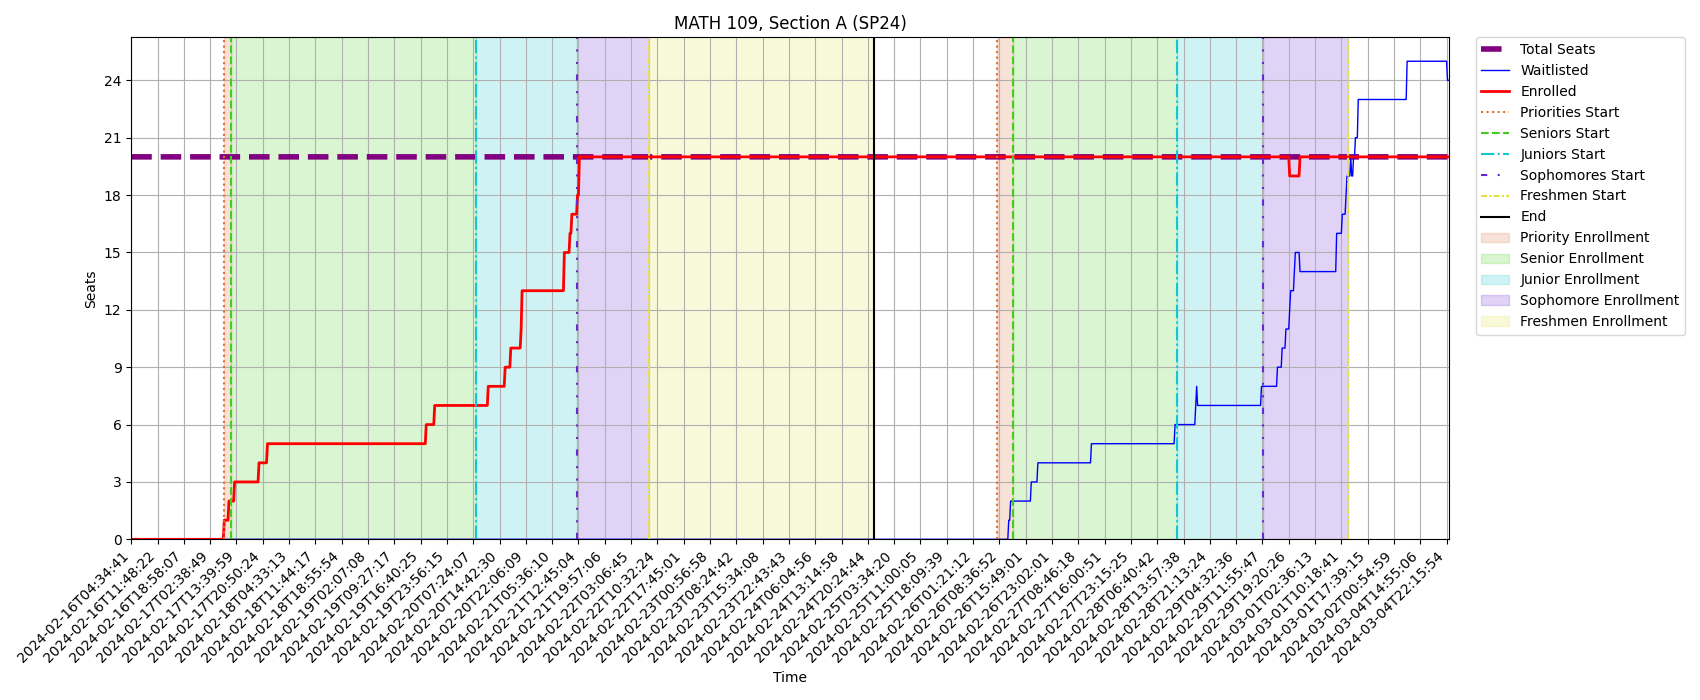 MATH 109, Section A (SP24)
Seats
24
21
18
15
12
9
6
3
0
2024-02-16T04:34:41
2024-02-16T11:48:22
2024-02-16T18:58:07
2024-02-17T02:38:49
2024-02-17T13:39:59
2024-02-17T20:50:24
2024-02-18T04:33:13
2024-02-18T11:44:17
2024-02-18T18:55:54
2024-02-19T02:07:08
2024-02-19T09:27:17
2024-02-19T16:40:25
2024-02-19T23:56:15
2024-02-20T07:24:07
2024-02-20T14:42:30
2024-02-20T22:06:09
2024-02-21T05:36:10
2024-02-21T12:45:04
2024-02-21T19:57:06
2024-02-22T03:06:45
2024-02-22T10:32:24
2024-02-22T17:45:01
2024-02-23T00:56:58
2024-02-23T08:24:42
2024-02-23T15:34:08
2024-02-23T22:43:43
2024-02-24T06:04:56
2024-02-24T13:14:58
2024-02-24T20:24:44
2024-02-25T03:34:20
2024-02-25T11:00:05
2024-02-25T18:09:39
2024-02-26T01:21:12
2024-02-26T08:36:52
2024-02-26T15:49:01
2024-02-26T23:02:01
2024-02-27T08:46:18
2024-02-27T16:00:51
2024-02-27T23:15:25
2024-02-28T06:40:42
2024-02-28T13:57:38
2024-02-28T21:13:24
2024-02-29T04:32:36
2024-02-29T11:55:47
2024-02-29T19:20:26
2024-03-01T02:36:13
2024-03-01T10:18:41
2024-03-01T17:39:15
2024-03-02T00:54:59
2024-03-04T14:55:06
2024-03-04T22:15:54
Time
Total Seats
Waitlisted
Enrolled
Priorities Start
Seniors Start
Juniors Start
Sophomores Start
Freshmen Start
End
Priority Enrollment
Senior Enrollment
Junior Enrollment
Sophomore Enrollment
Freshmen Enrollment